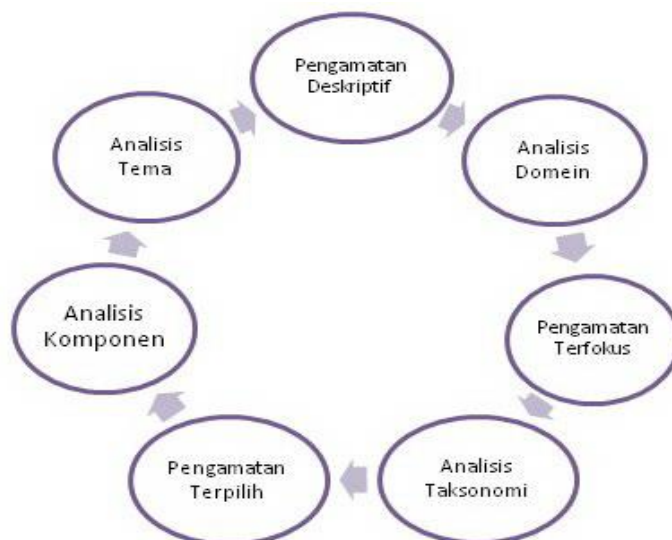 Pengamatan
Deskriptif
Analisis
Domein
Pengamatan
Terfokus
Analisis
Taksonomi
Pengamatan
Terpilih
Analisis
Komponen
Analisis
Tema